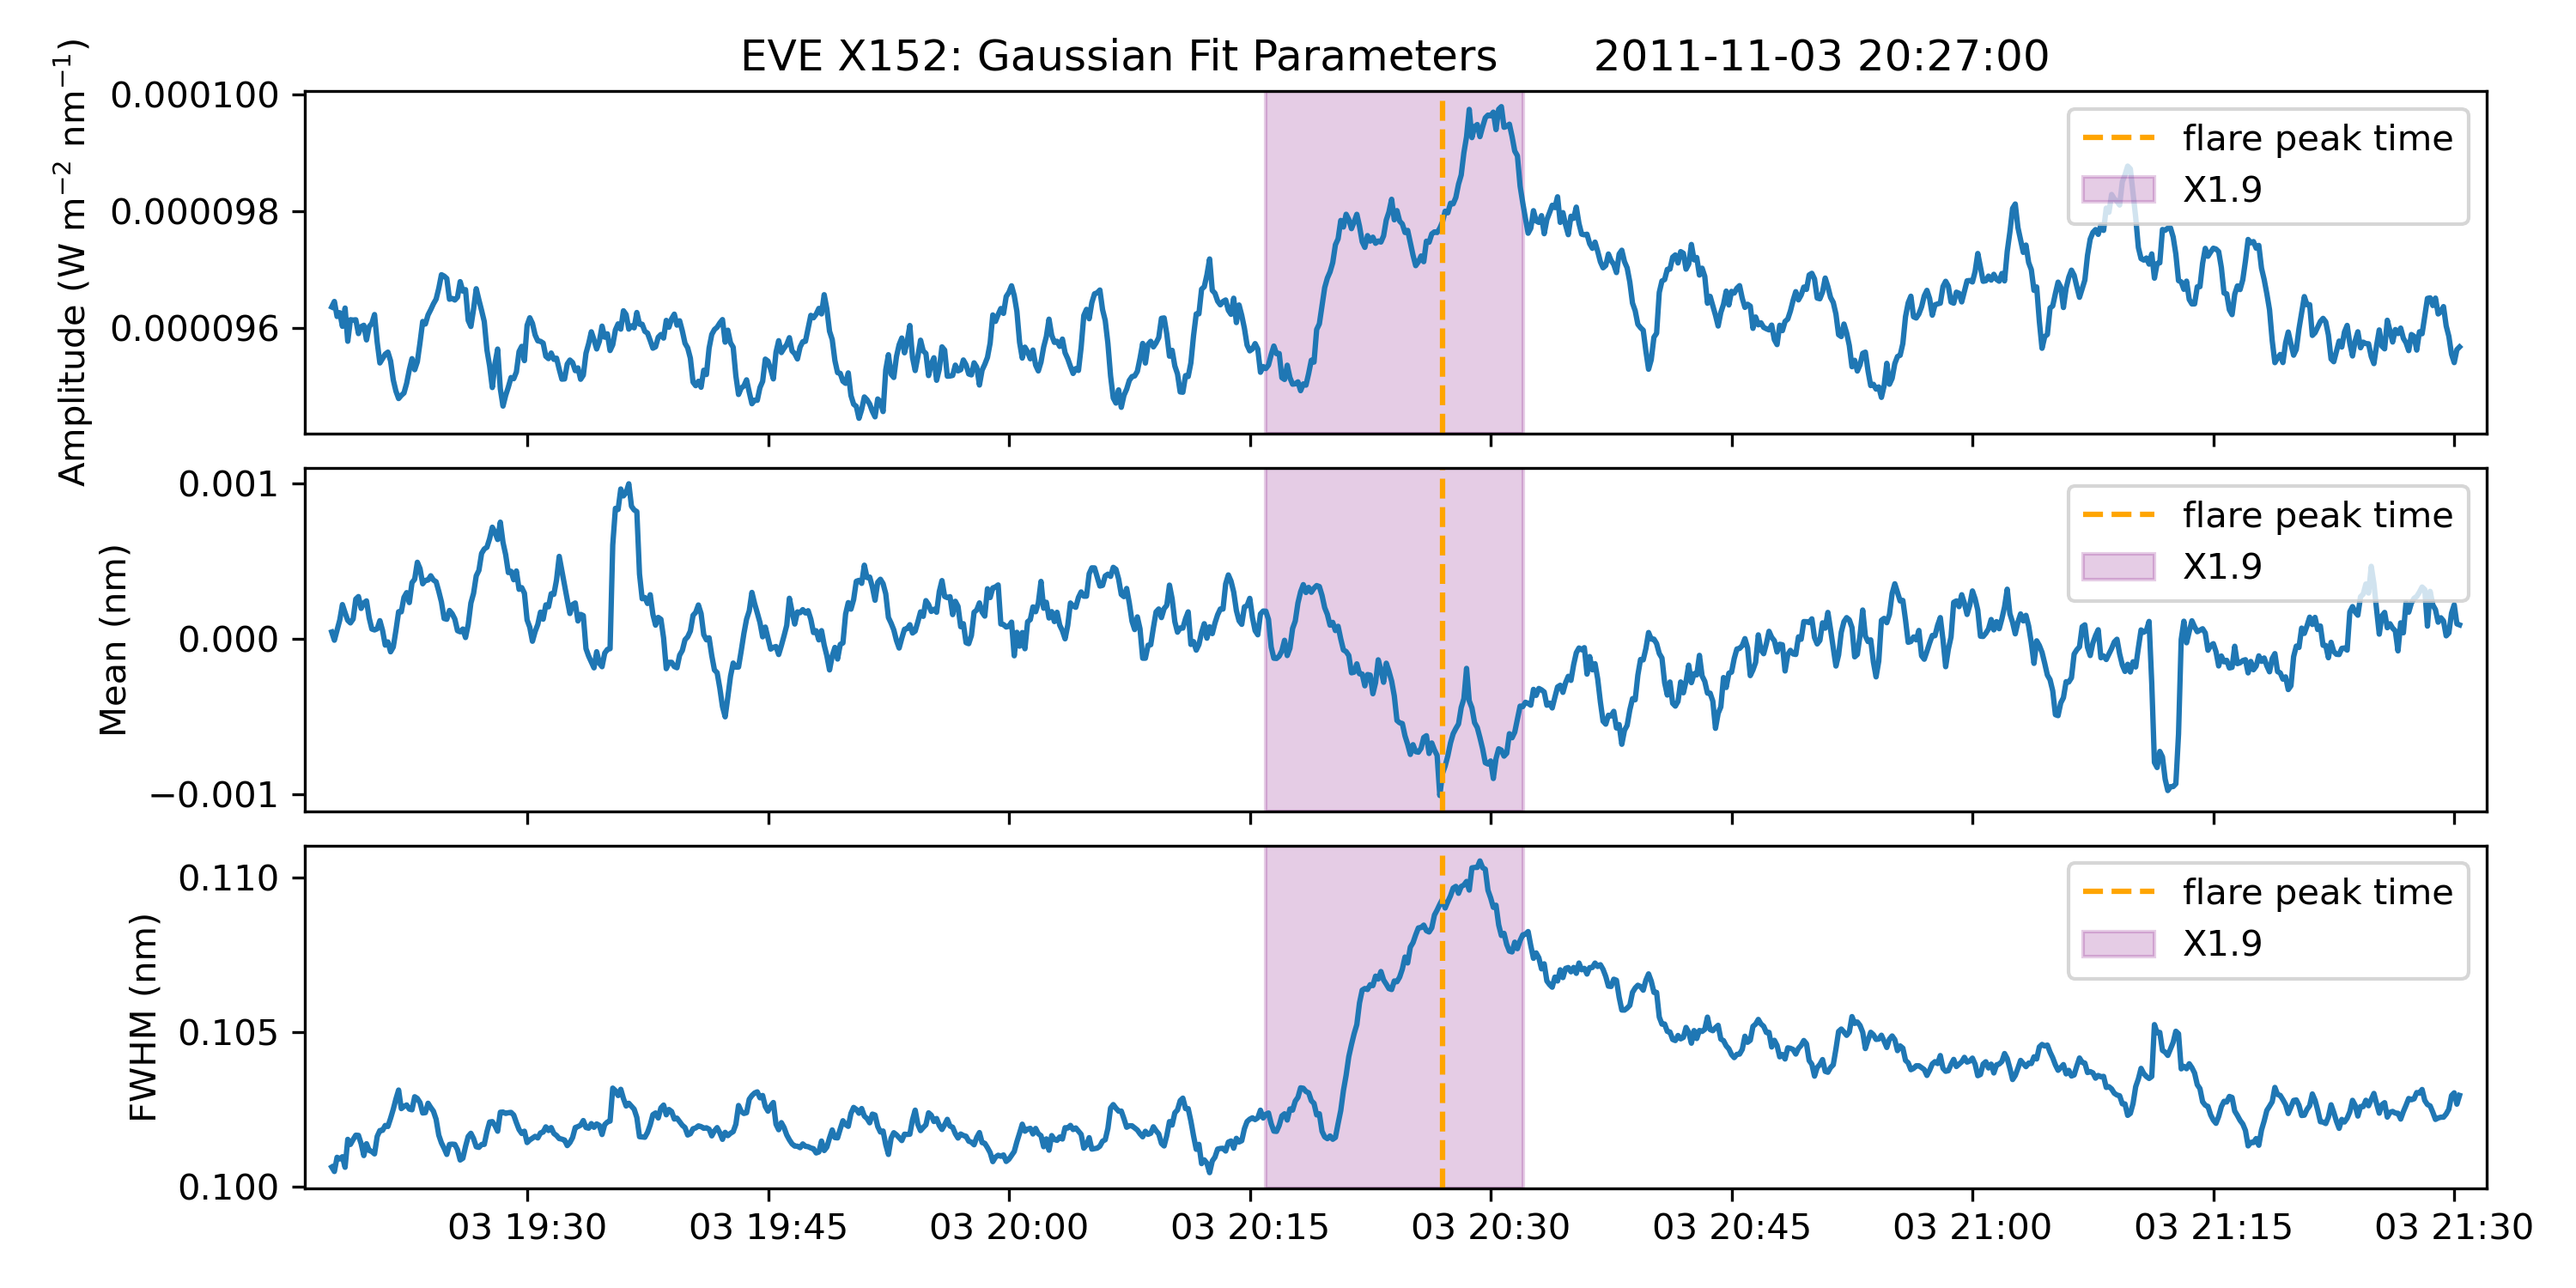 EVE X152: Gaussian Fit Parameters 2011-11-03 20:27:00
Amplitude (W m⁻² nm⁻¹)
0.000100
0.000098
0.000096
flare peak time
X1.9
Mean (nm)
0.001
0.000
−0.001
flare peak time
X1.9
FWHM (nm)
0.110
0.105
0.100
flare peak time
X1.9
03 19:30 03 19:45 03 20:00 03 20:15 03 20:30 03 20:45 03 21:00 03 21:15 03 21:30